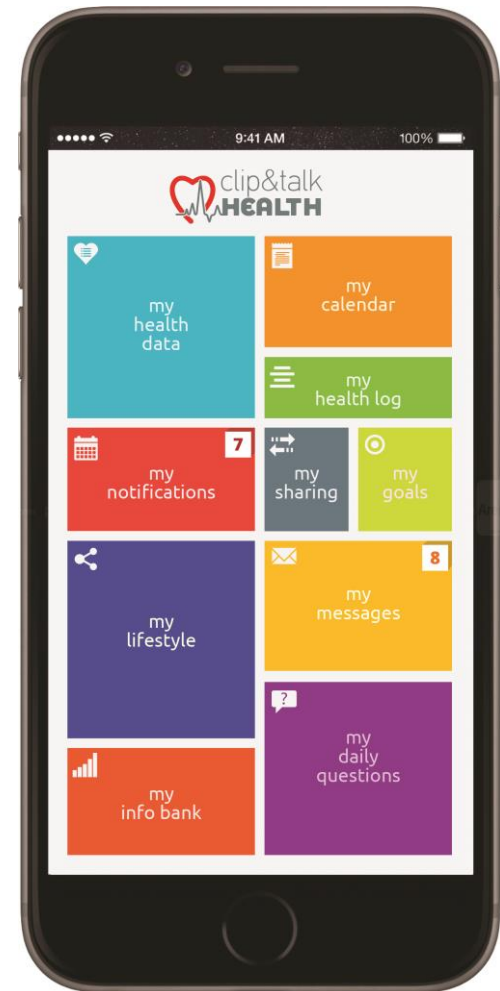 9:41 AM
100%
clip&talk
HEALTH
my
health
data
my
calendar
my
health log
7
my
notifications
my
sharing
my
goals
my
lifestyle
8
my
messages
?
my
daily
questions
my
info bank